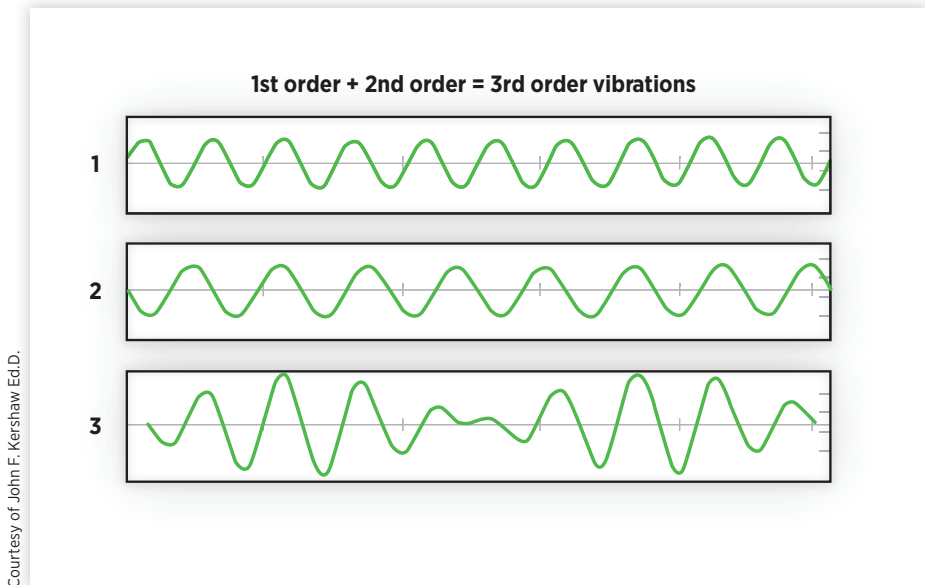 1st order + 2nd order = 3rd order vibrations
1
2
3
Courtesy of John F. Kershaw Ed.D.